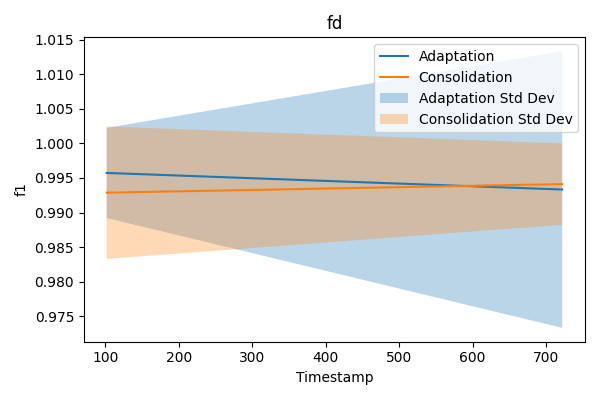 fd
1.015
1.010
1.005
1.000
0.995
0.990
0.985
0.980
0.975
f1
Adaptation
Consolidation
Adaptation Std Dev
Consolidation Std Dev
100 200 300 400 500 600 700
Timestamp